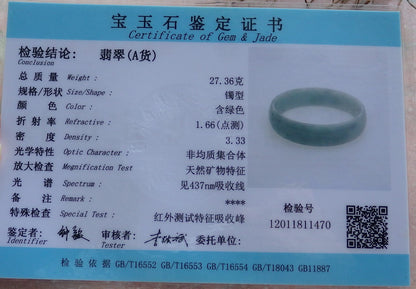 宝玉石鉴定证书
Certificate of Gem & Jade
检验结论: 翡翠(A货)
Conclusion
总质量 Weight: 27.36克
规格/形状 Size/Shape: 镯型
颜色 Color: 含绿色
折射率 Refractive: 1.66(点测)
密度 Density: 3.33
光学特性 Optic Character: 非均质集合体
放大检查 Megnification Test 天然矿物特征
光谱 Spectrum: 见437nm吸收线
备注 Remark: ****
特殊检查 Special Test: 红外测试特征吸收峰
检验号
12011811470
鉴定者 审核者 委托单位:
Identifier Tester
检验依据 GB/T16552 GB/T16553 GB/T16554 GB/T18043 GB11887